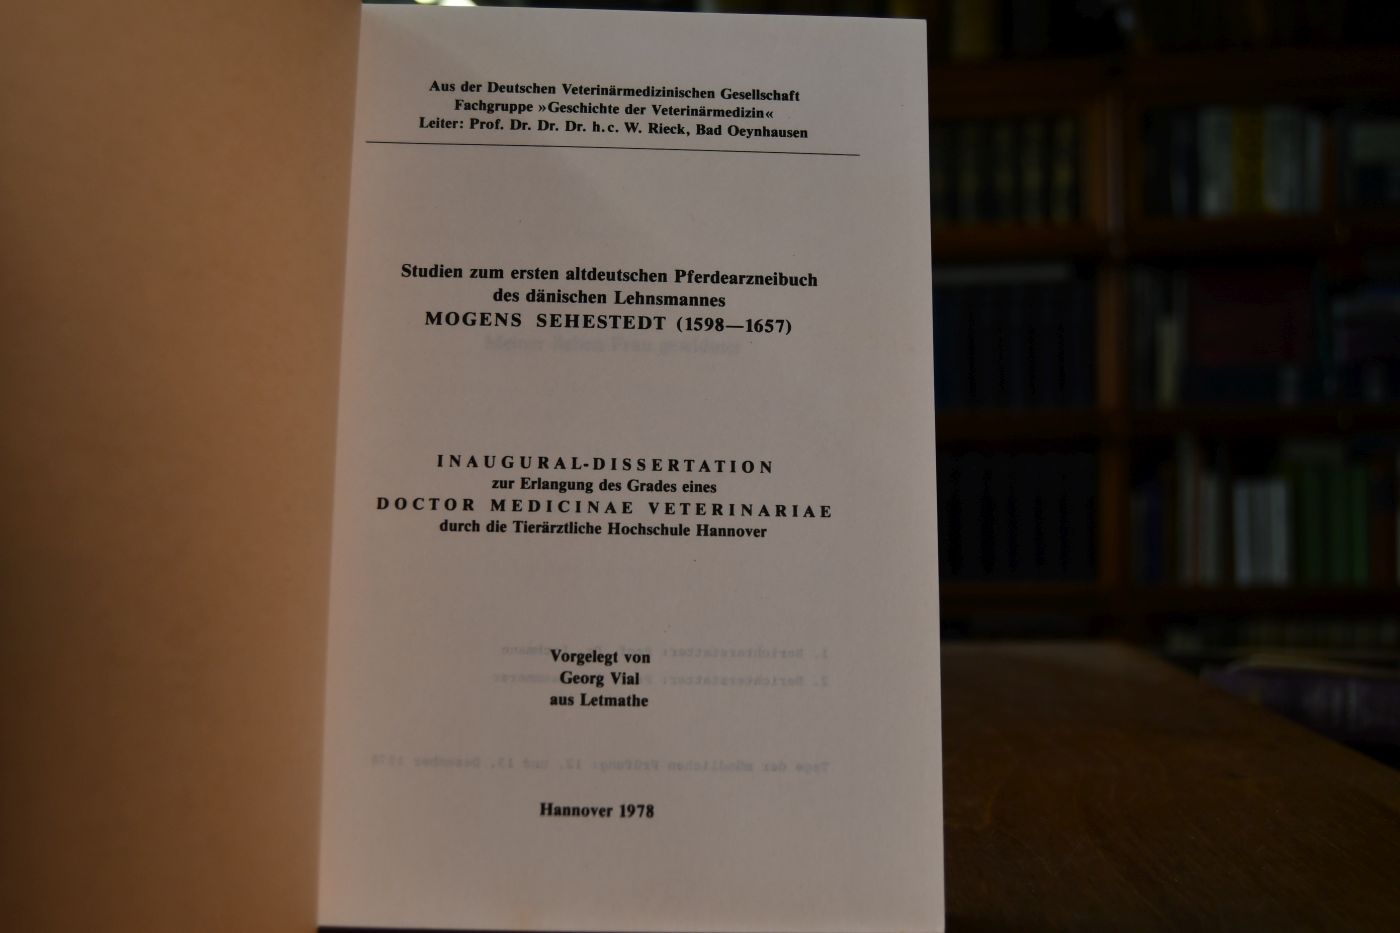 Aus der Deutschen Veterinärmedizinischen Gesellschaft
Fachgruppe »Geschichte der Veterinärmedizin«
Leiter: Prof. Dr. Dr. Dr. h.c. W. Rieck, Bad Oeynhausen
Studien zum ersten altdeutschen Pferdearzneibuch
des dänischen Lehnsmannes
MOGENS SEHESTEDT (1598—1657)
INAUGURAL-DISSERTATION
zur Erlangung des Grades eines
DOCTOR MEDICINAE VETERINARIAE
durch die Tierärztliche Hochschule Hannover
Vorgelegt von
Georg Vial
aus Letmathe
Hannover 1978